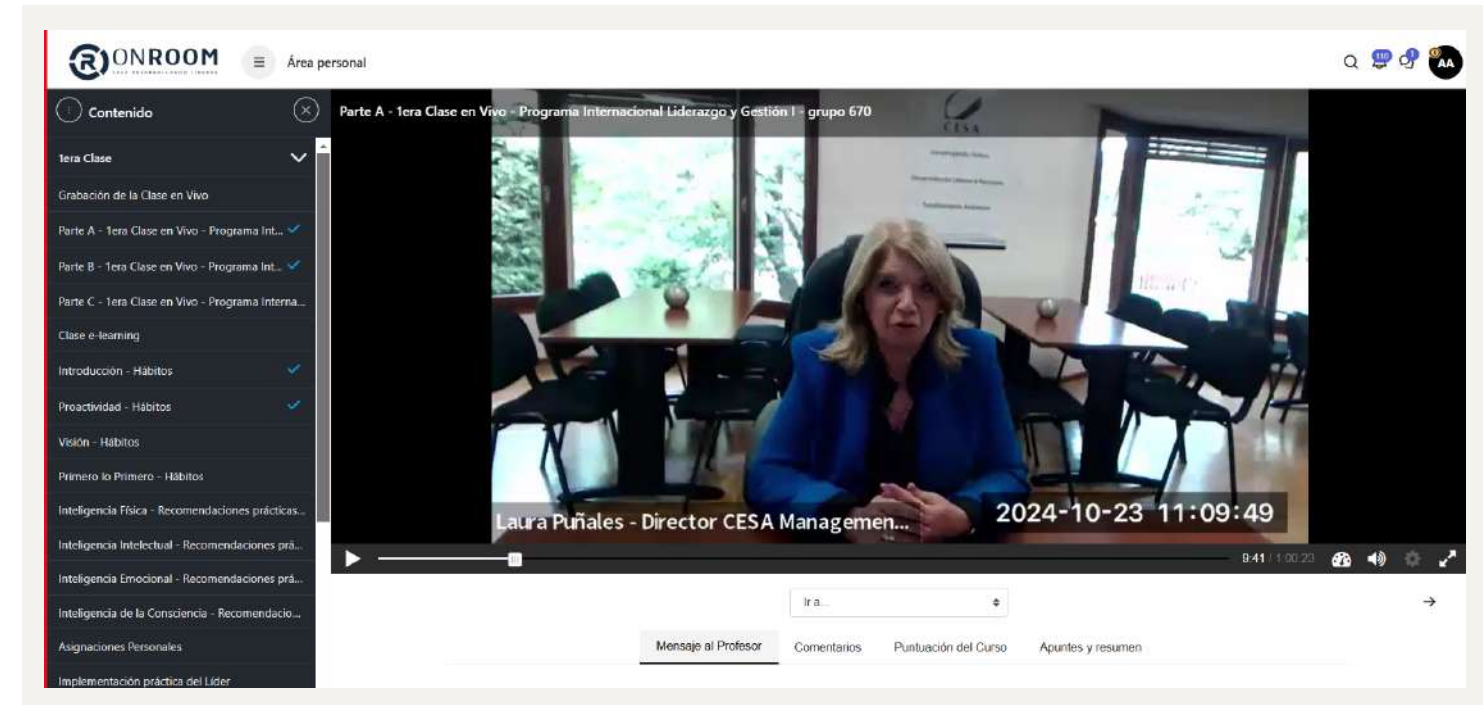 ONROOM
Área personal
110
1
AA
Contenido
1era Clase
Grabación de la Clase en Vivo
Parte A - 1era Clase en Vivo - Programa Int...
Parte B - 1era Clase en Vivo - Programa Int...
Parte C - 1era Clase en Vivo - Programa Interna...
Clase e-learning
Introducción - Hábitos
Proactividad - Hábitos
Visión - Hábitos
Primero lo Primero - Hábitos
Inteligencia Física - Recomendaciones prácticas...
Inteligencia Intelectual - Recomendaciones prá...
Inteligencia Emocional - Recomendaciones prá...
Inteligencia de la Consciencia - Recomendacio...
Asignaciones Personales
Implementación práctica del Líder
Parte A - 1era Clase en Vivo - Programa Internacional Liderazgo y Gestión I - grupo 670
CESA
Laura Puñales - Director CESA Managemen...
2024-10-23 11:09:49
9:41 / 1:00:23
Ir a...
Mensaje al Profesor
Comentarios
Puntuación del Curso
Apuntes y resumen